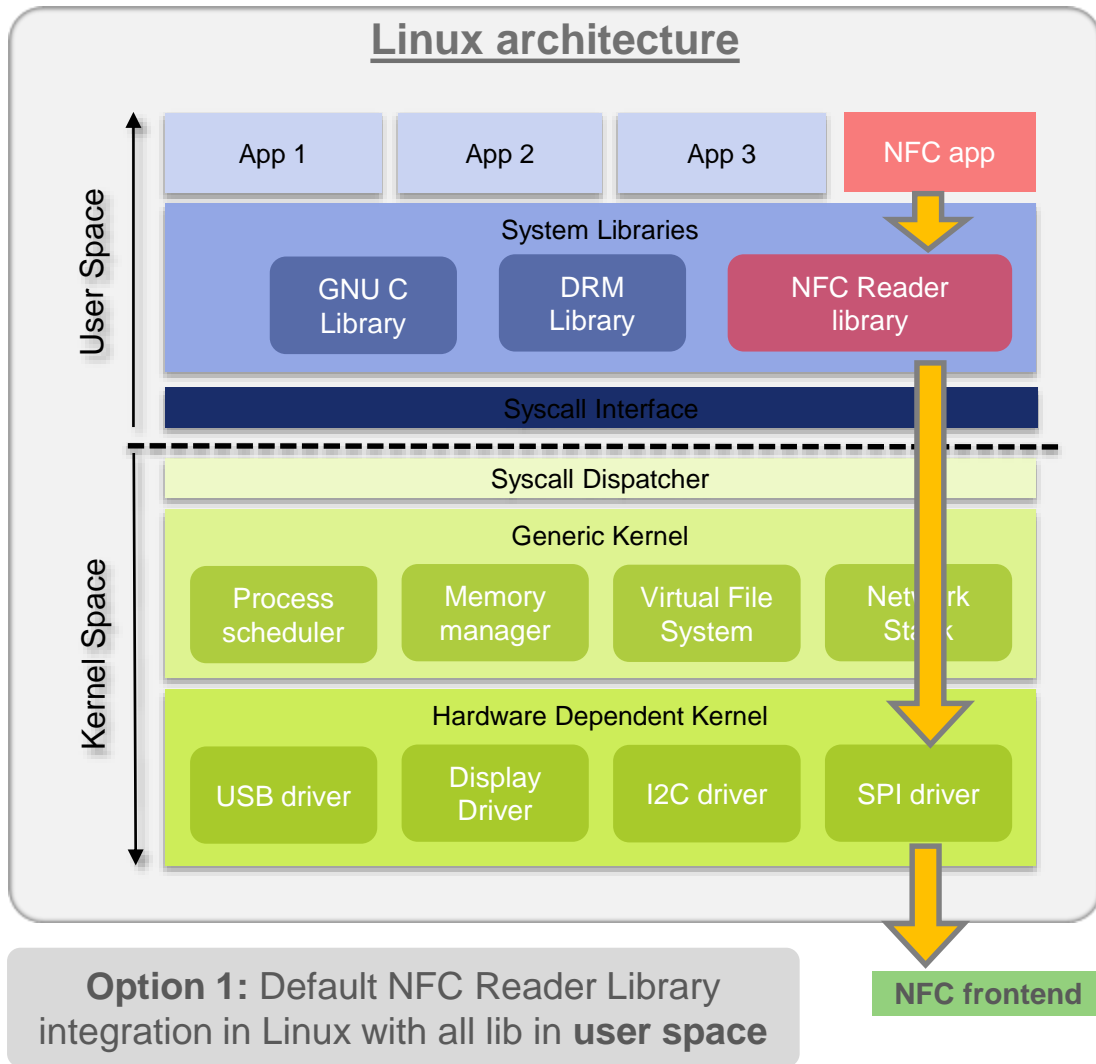 Linux architecture
User Space
App 1
App 2
App 3
NFC app
System Libraries
GNU C
Library
DRM
Library
NFC Reader
library
Syscall Interface
Kernel Space
Syscall Dispatcher
Generic Kernel
Process
scheduler
Memory
manager
Virtual File
System
Network
Stack
Hardware Dependent Kernel
USB driver
Display
Driver
I2C driver
SPI driver
Option 1: Default NFC Reader Library
integration in Linux with all lib in user space
NFC frontend